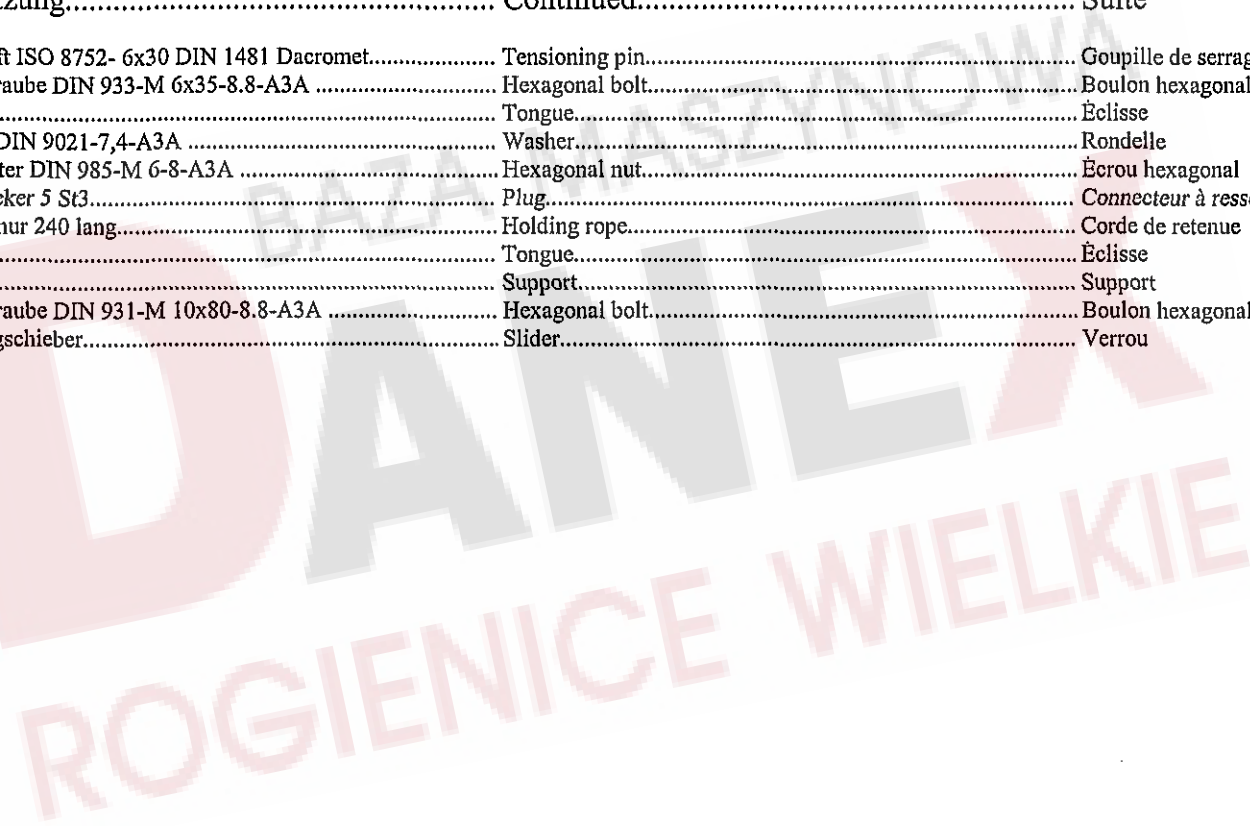 zung.......... Continued.......... Suite
ft ISO 8752- 6x30 DIN 1481 Dacromet.......... Tensioning pin.......... Goupille de serrag
raube DIN 933-M 6x35-8.8-A3A .......... Hexagonal bolt.......... Boulon hexagonal
.......... Tongue.......... Éclisse
DIN 9021-7,4-A3A .......... Washer.......... Rondelle
ter DIN 985-M 6-8-A3A .......... Hexagonal nut.......... Écrou hexagonal
cker 5 St3.......... Plug.......... Connecteur à resso
nur 240 lang.......... Holding rope.......... Corde de retenue
.......... Tongue.......... Éclisse
.......... Support.......... Support
raube DIN 931-M 10x80-8.8-A3A .......... Hexagonal bolt.......... Boulon hexagonal
gschieber.......... Slider.......... Verrou
BAZA MASZYNOWA
DANEX
ROGIENICE WIELKIE